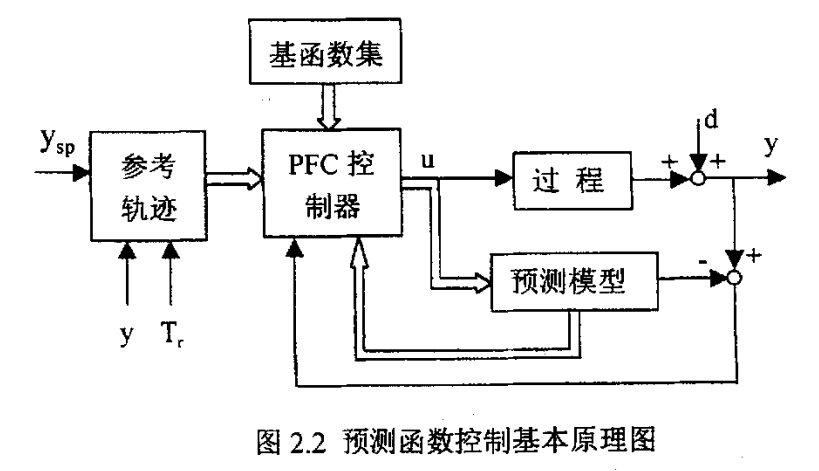 基函数集
y_sp
参考
轨迹
PFC 控
制器
u
过 程
+
d
+
y
预测模型
-
+
y
T_r
图 2.2 预测函数控制基本原理图